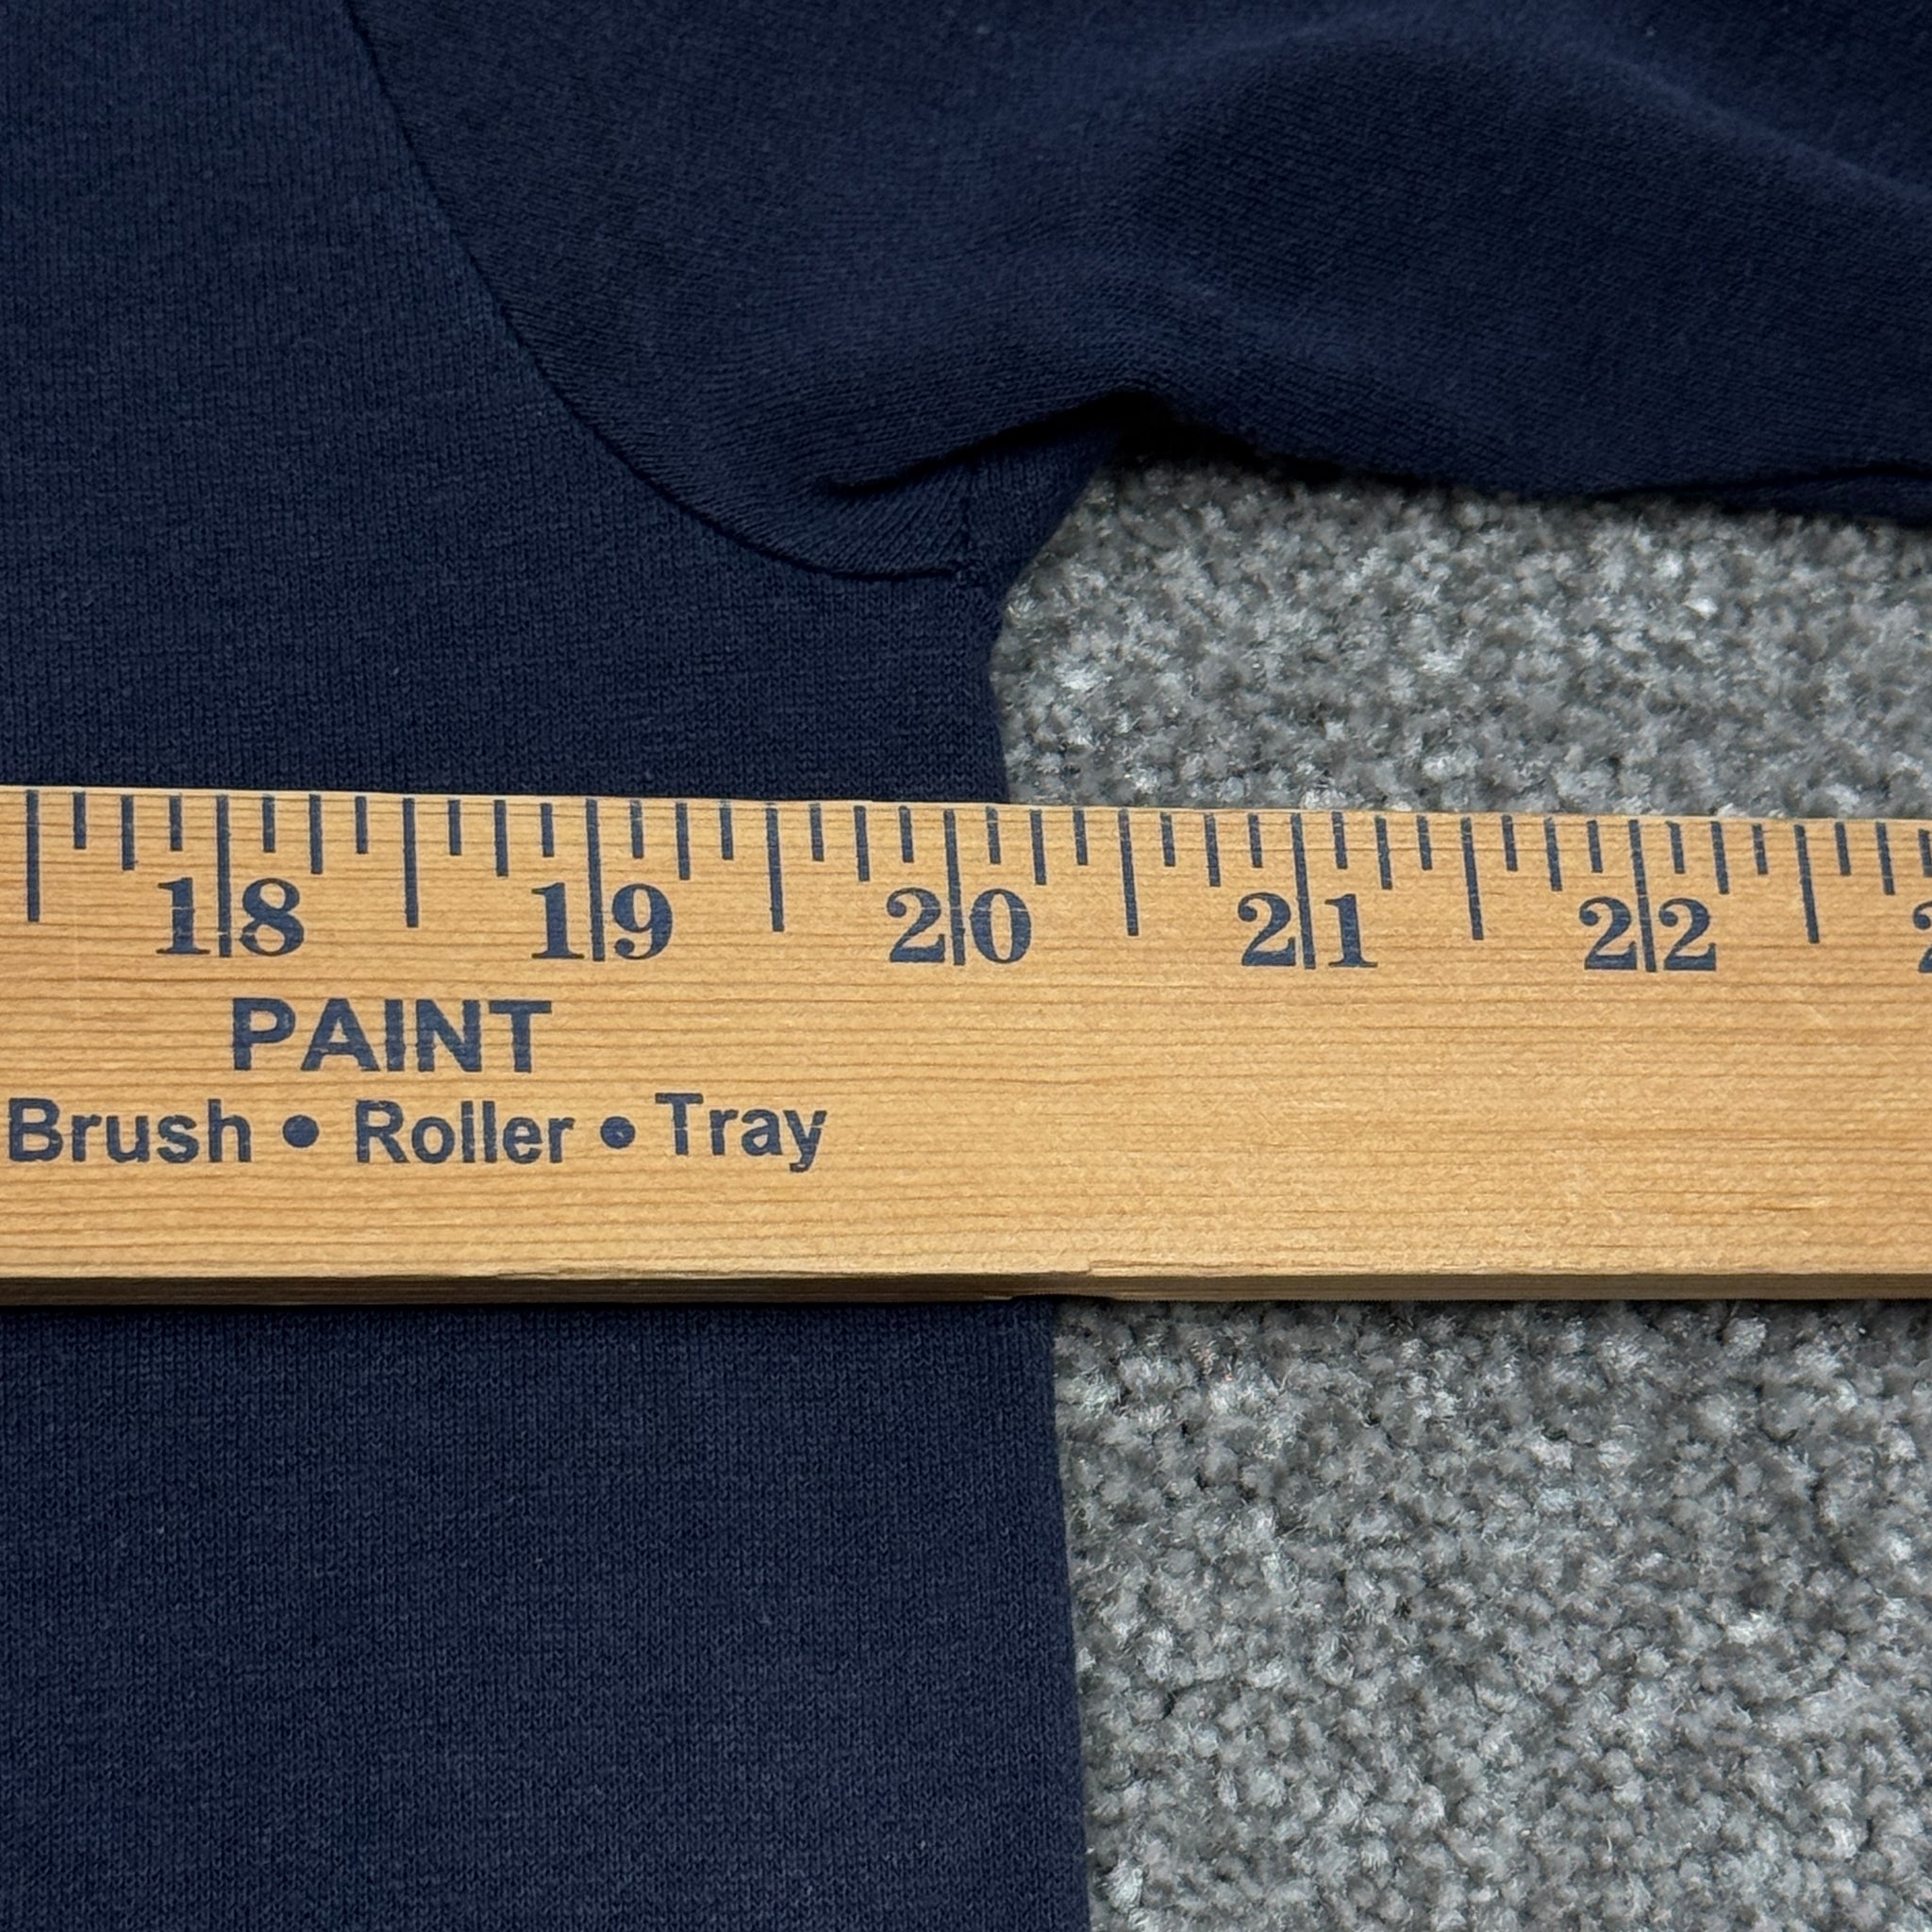 18 19 20 21 22
PAINT
Brush • Roller • Tray